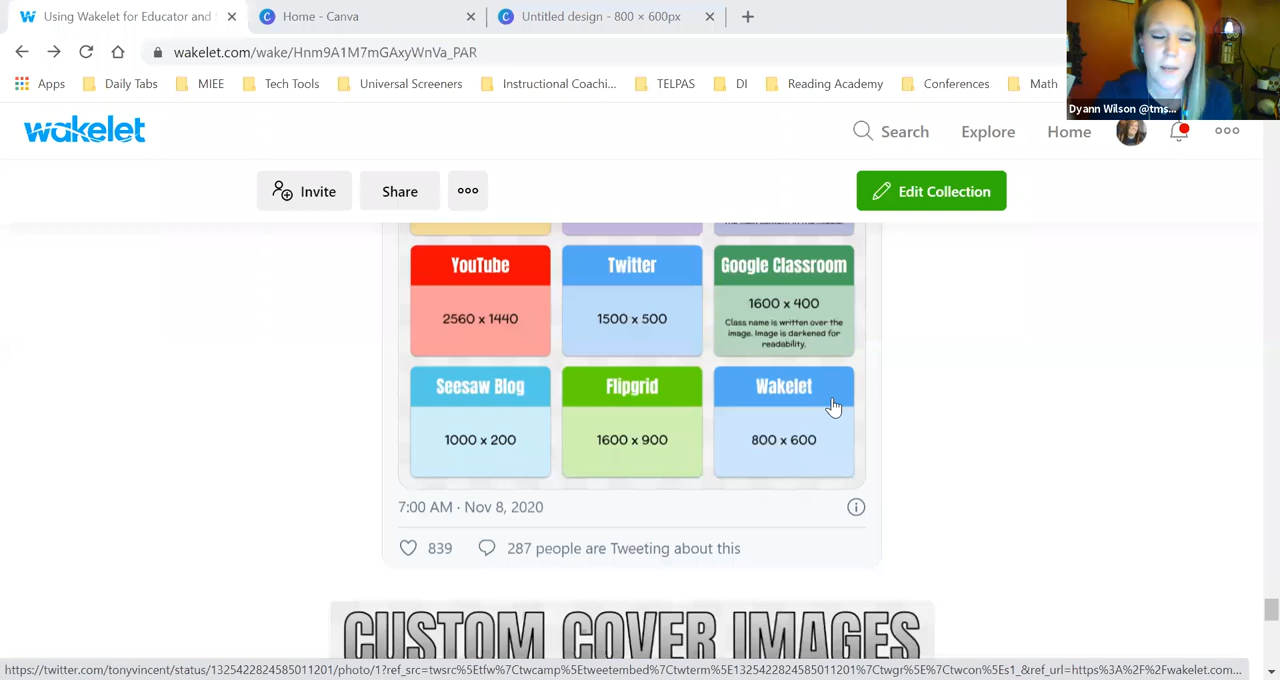 Using Wakelet for Educator and
Home - Canva
Untitled design - 800 × 600px
wakelet.com/wake/Hnm9A1M7mGAxyWnVa_PAR
Apps
Daily Tabs
MIEE
Tech Tools
Universal Screeners
Instructional Coachi...
TELPAS
DI
Reading Academy
Conferences
Math
Dyann Wilson @tms...
wakelet
Search
Explore
Home
Invite
Share
Edit Collection
YouTube
2560 x 1440
Twitter
1500 x 500
Google Classroom
1600 x 400
Class name is written over the
image. Image is darkened for
readability.
Seesaw Blog
1000 x 200
Flipgrid
1600 x 900
Wakelet
800 x 600
7:00 AM · Nov 8, 2020
839
287 people are Tweeting about this
CUSTOM COVER IMAGES
https://twitter.com/tonyvincent/status/1325422824585011201/photo/1?ref_src=twsrc%5Etfw%7Ctwcamp%5Etweetembed%7Ctwterm%5E1325422824585011201%7Ctwgr%5E%7Ctwcon%5Es1_&ref_url=https%3A%2F%2Fwakelet.com...